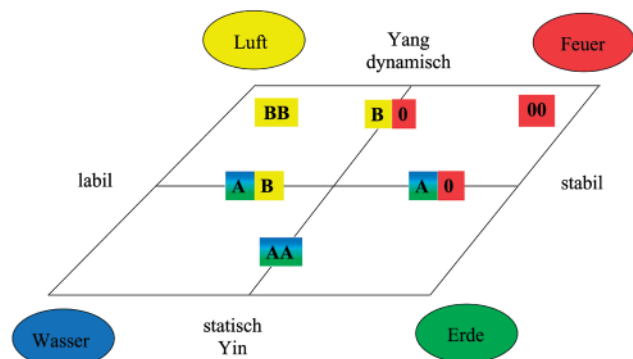 Luft
Yang
dynamisch
Feuer
BB
B 0
00
labil
A B
A 0
stabil
AA
Wasser
statisch
Yin
Erde